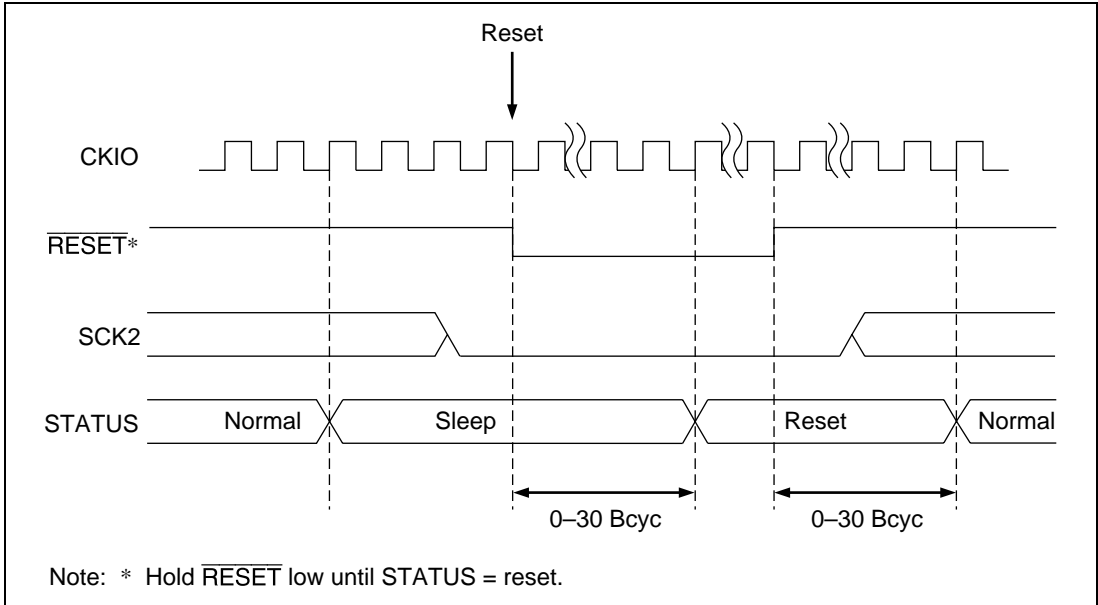 Reset
CKIO
RESET*
SCK2
STATUS Normal Sleep Reset Normal
0–30 Bcyc 0–30 Bcyc
Note: * Hold RESET low until STATUS = reset.